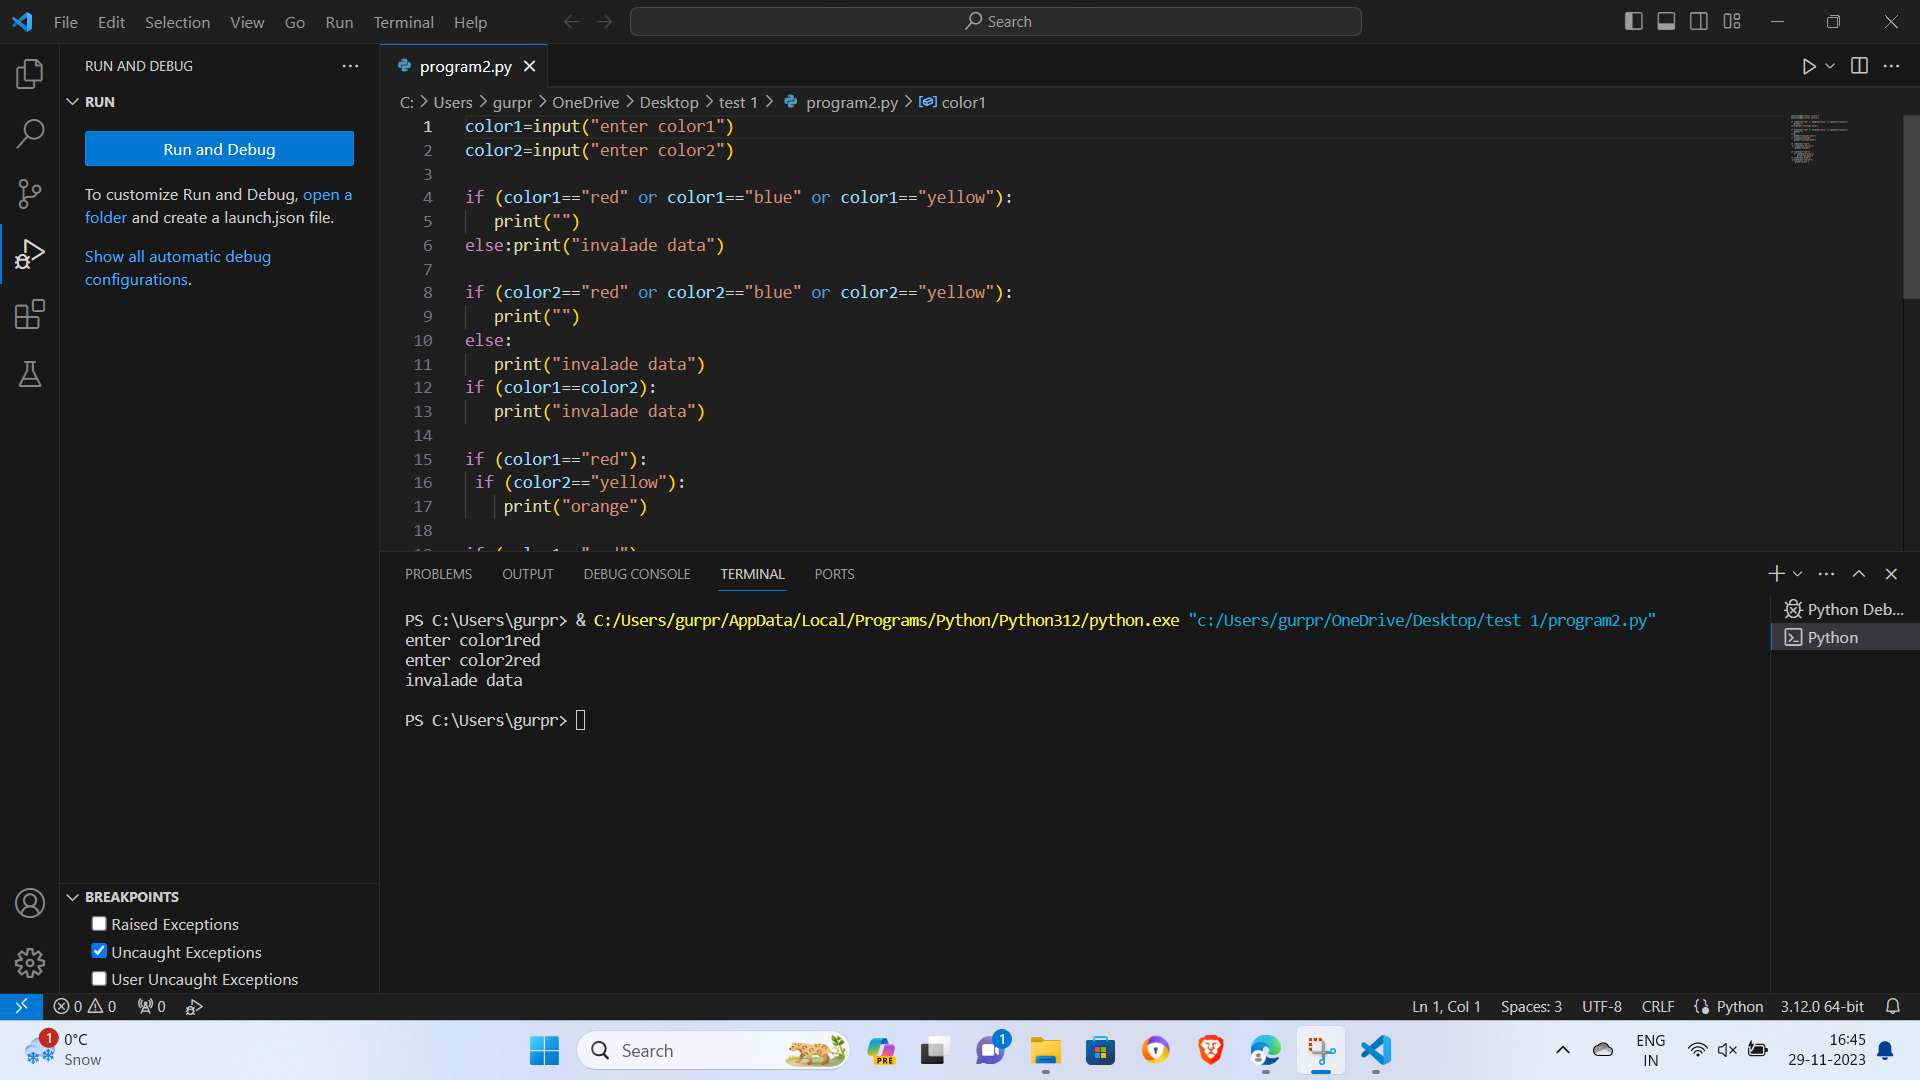 File Edit Selection View Go Run Terminal Help
Search
RUN AND DEBUG
RUN
Run and Debug
To customize Run and Debug, open a
folder and create a launch.json file.
Show all automatic debug
configurations.
program2.py
C: > Users > gurpr > OneDrive > Desktop > test 1 > program2.py > color1
1 color1=input("enter color1")
2 color2=input("enter color2")
3
4 if (color1=="red" or color1=="blue" or color1=="yellow"):
5 print("")
6 else:print("invalade data")
7
8 if (color2=="red" or color2=="blue" or color2=="yellow"):
9 print("")
10 else:
11 print("invalade data")
12 if (color1==color2):
13 print("invalade data")
14
15 if (color1=="red"):
16 if (color2=="yellow"):
17 print("orange")
18
PROBLEMS OUTPUT DEBUG CONSOLE TERMINAL PORTS
PS C:\Users\gurpr> & C:/Users/gurpr/AppData/Local/Programs/Python/Python312/python.exe "c:/Users/gurpr/OneDrive/Desktop/test 1/program2.py"
enter color1red
enter color2red
invalade data
PS C:\Users\gurpr>
Python Deb...
Python
BREAKPOINTS
Raised Exceptions
Uncaught Exceptions
User Uncaught Exceptions
0 0 0
Ln 1, Col 1 Spaces: 3 UTF-8 CRLF {} Python 3.12.0 64-bit
1
0°C
Snow
Search
PRE
1
ENG
IN
16:45
29-11-2023